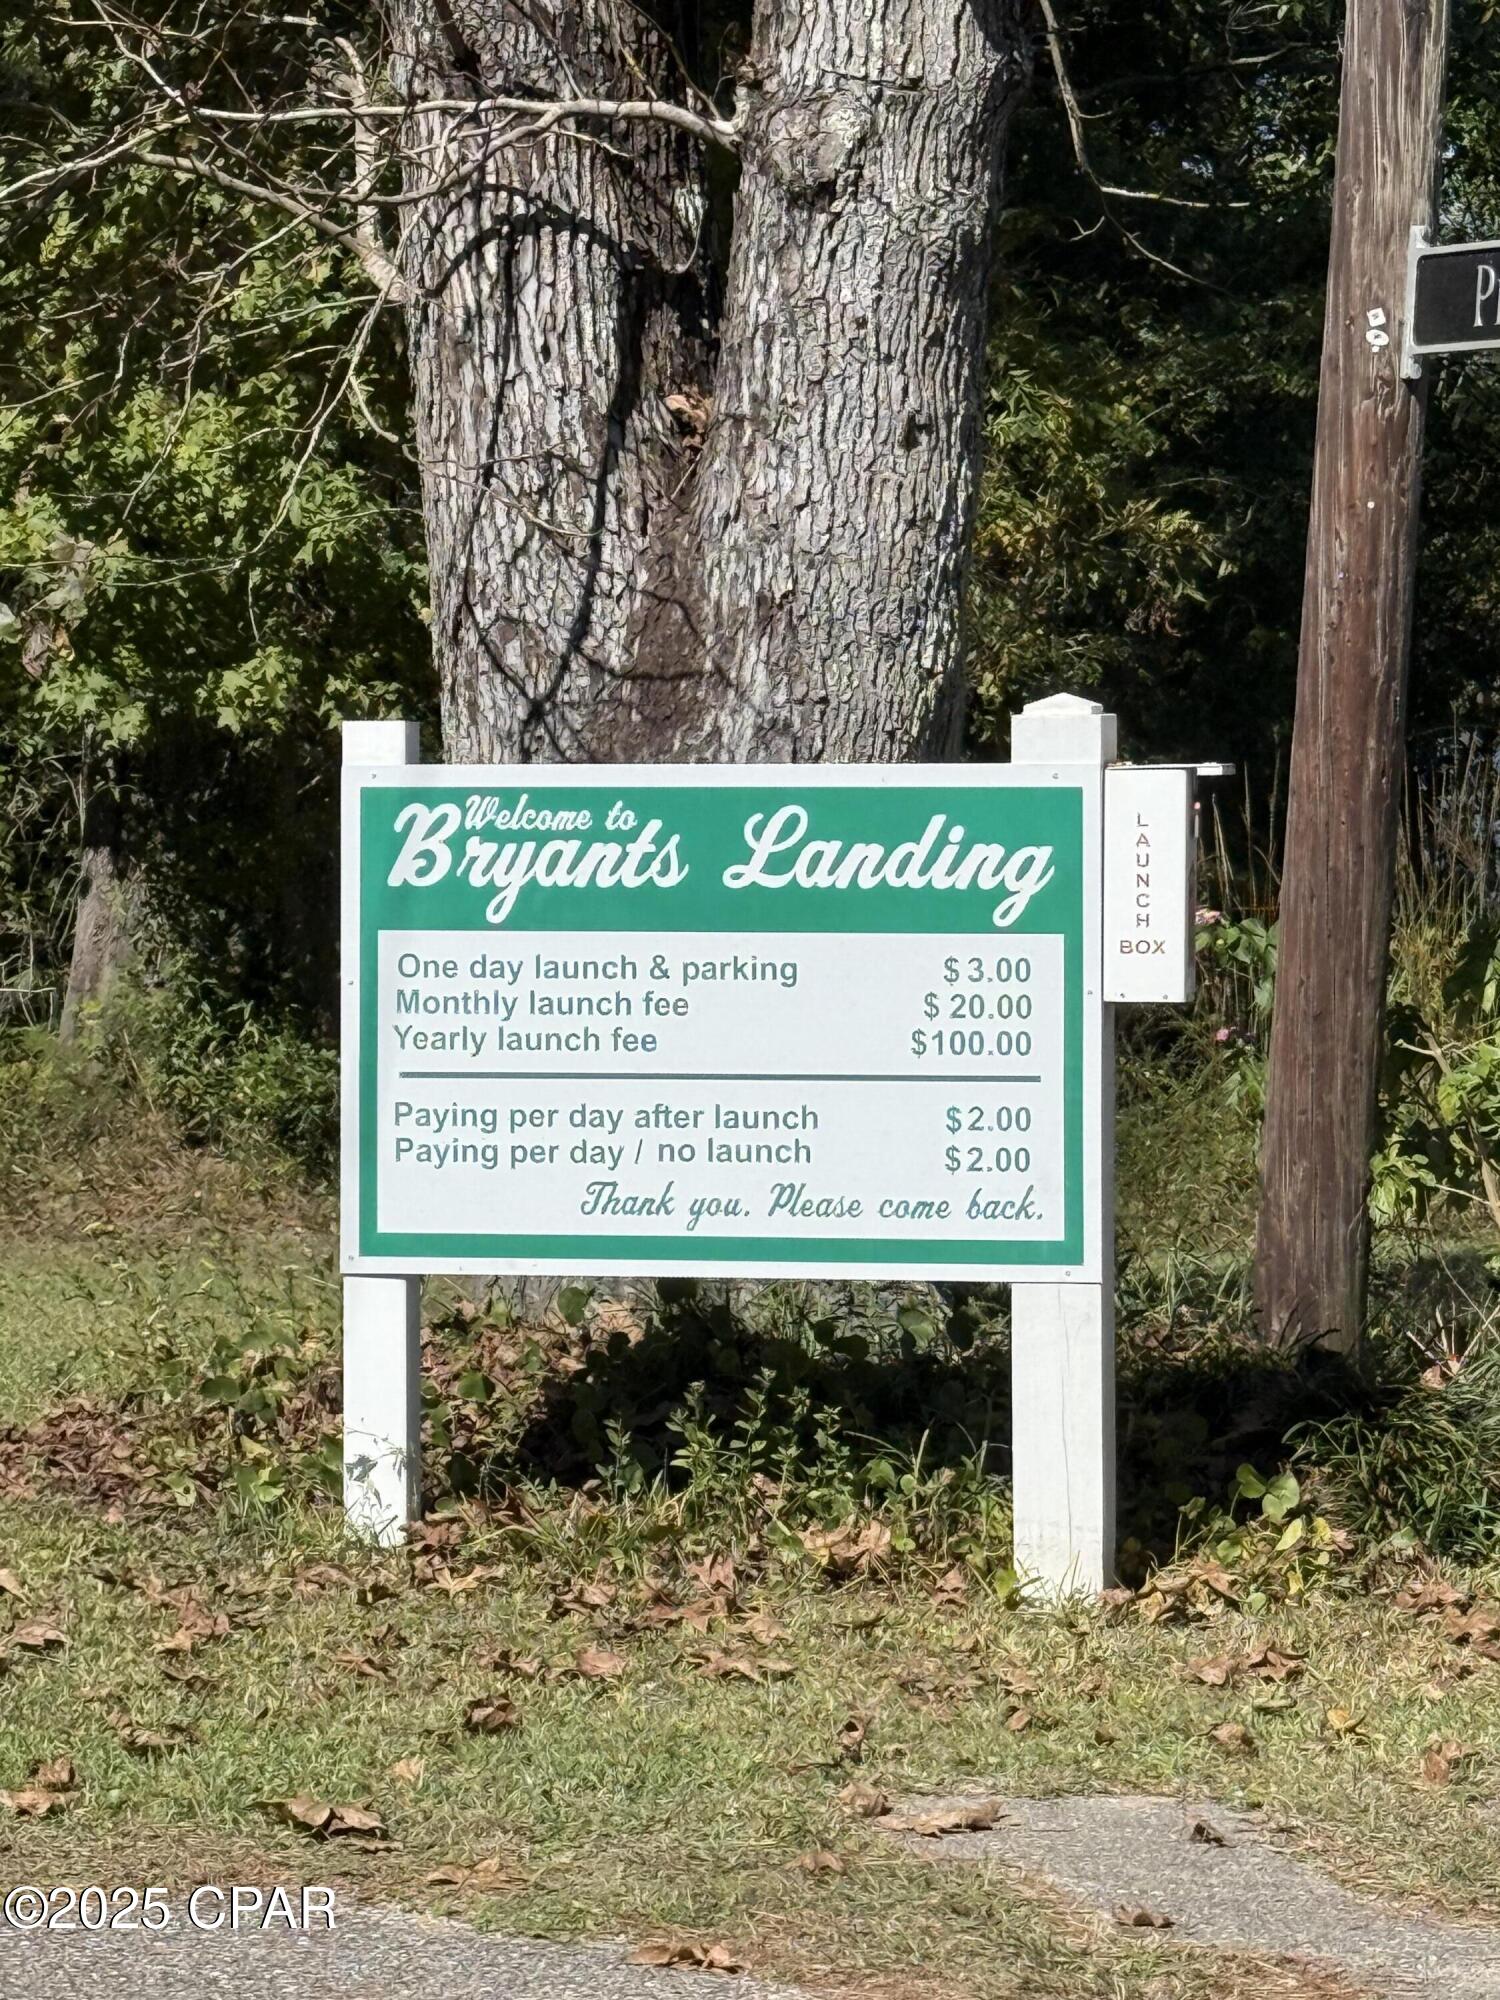 Welcome to
Bryants Landing
One day launch & parking $3.00
Monthly launch fee $20.00
Yearly launch fee $100.00
Paying per day after launch $2.00
Paying per day / no launch $2.00
Thank you. Please come back.
LAUNCH
BOX
©2025 CPAR